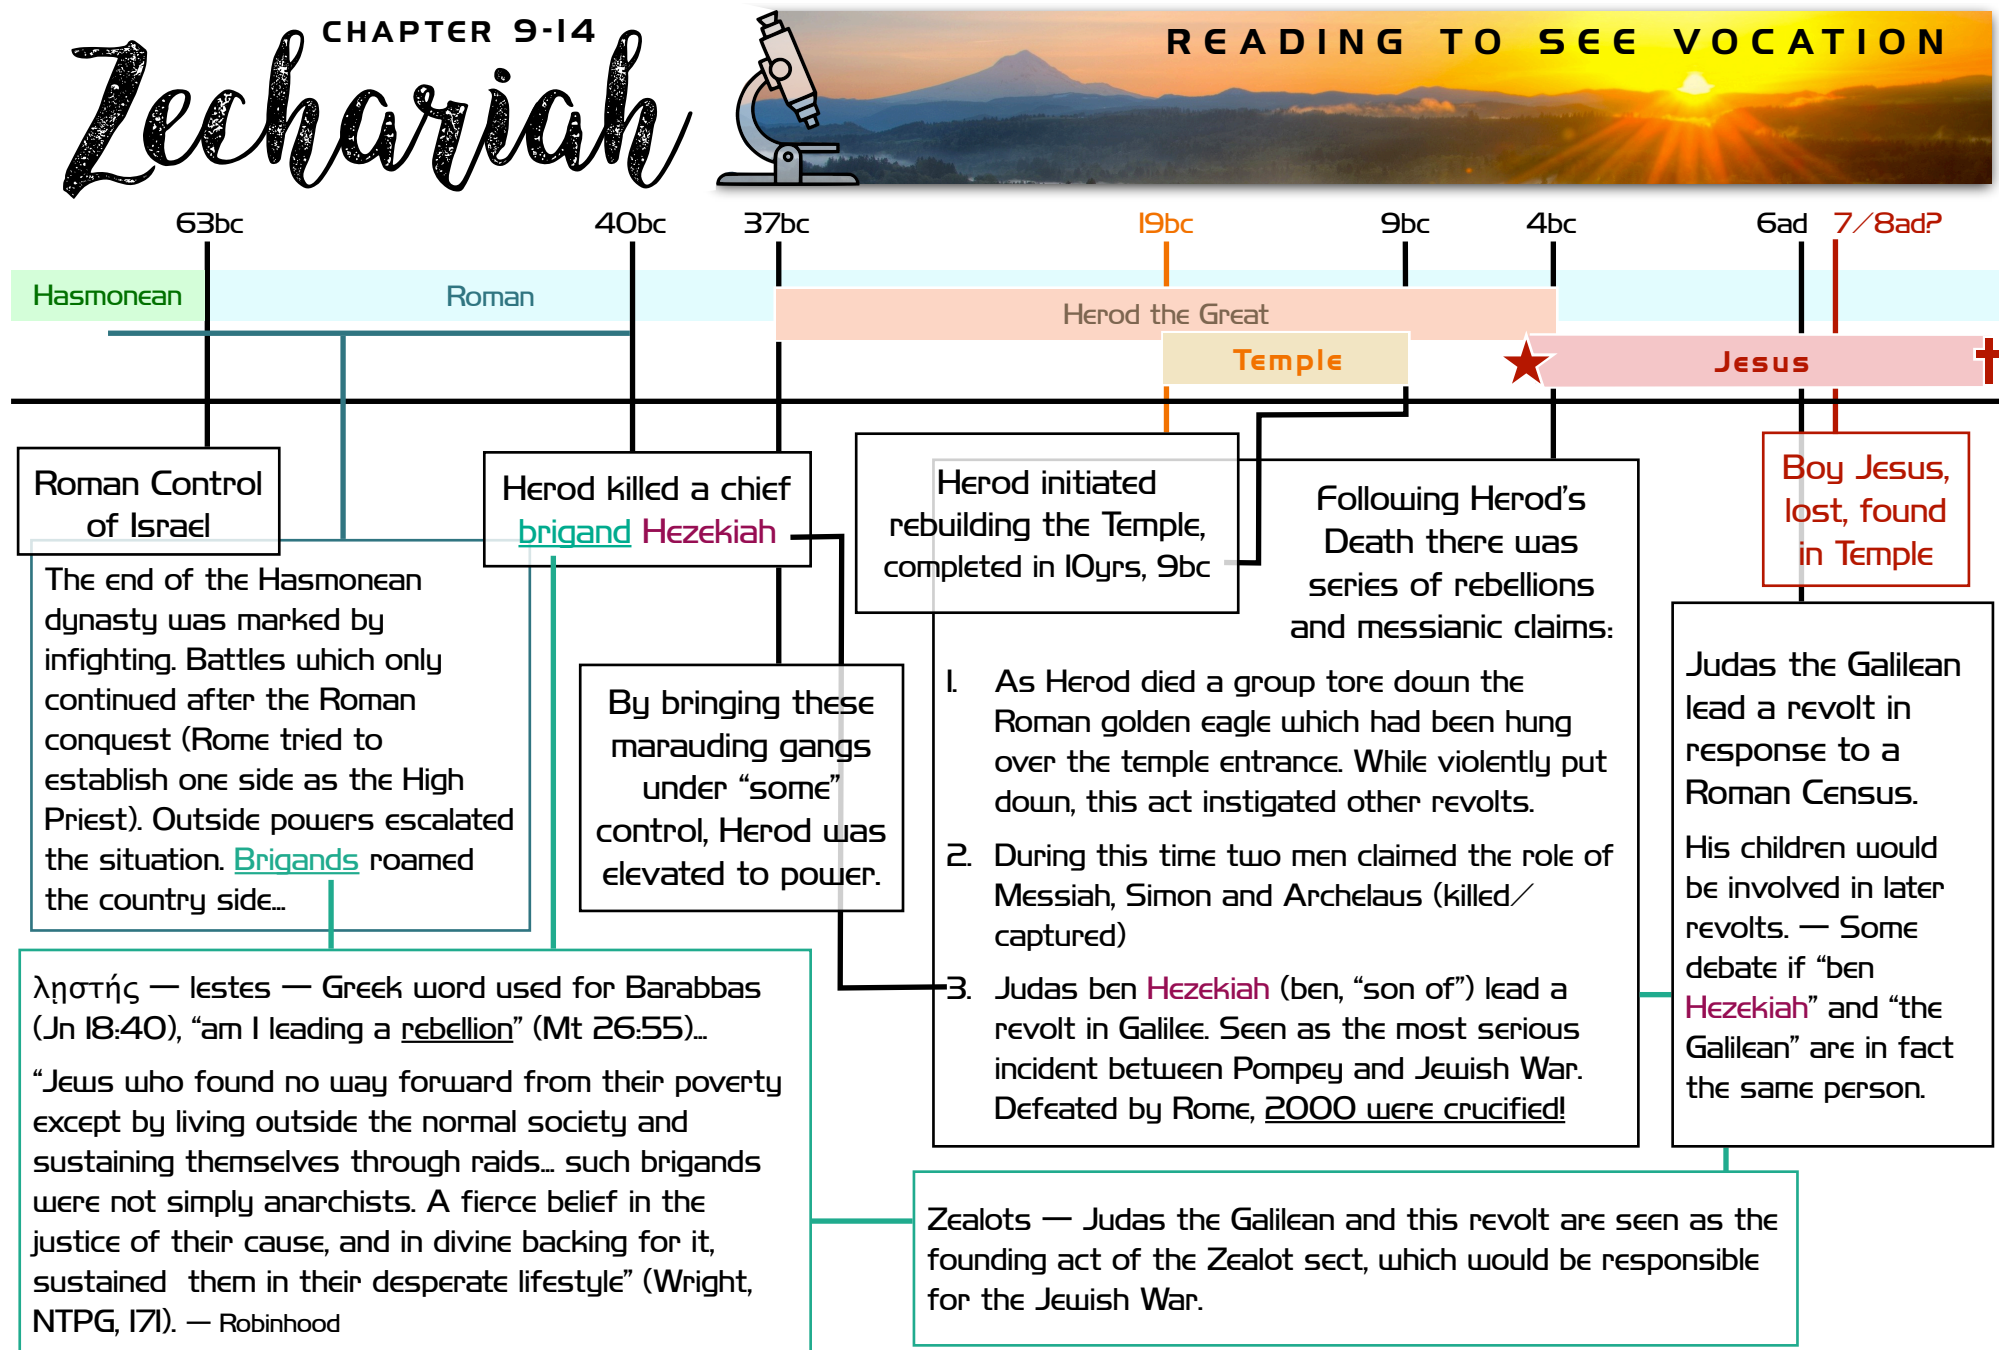 CHAPTER 9-14
Zechariah
READING TO SEE VOCATION
63bc
40bc
37bc
19bc
9bc
4bc
6ad
7/8ad?
Hasmonean
Roman
Herod the Great
Temple
Jesus
Roman Control
of Israel
The end of the Hasmonean
dynasty was marked by
infighting. Battles which only
continued after the Roman
conquest (Rome tried to
establish one side as the High
Priest). Outside powers escalated
the situation. Brigands roamed
the country side...
Herod killed a chief
brigand Hezekiah
By bringing these
marauding gangs
under “some”
control, Herod was
elevated to power.
Herod initiated
rebuilding the Temple,
completed in 10yrs, 9bc
Following Herod's
Death there was
series of rebellions
and messianic claims:
1. As Herod died a group tore down the
Roman golden eagle which had been hung
over the temple entrance. While violently put
down, this act instigated other revolts.
2. During this time two men claimed the role of
Messiah, Simon and Archelaus (killed/
captured)
3. Judas ben Hezekiah (ben, “son of”) lead a
revolt in Galilee. Seen as the most serious
incident between Pompey and Jewish War.
Defeated by Rome, 2000 were crucified!
Boy Jesus,
lost, found
in Temple
Judas the Galilean
lead a revolt in
response to a
Roman Census.
His children would
be involved in later
revolts. — Some
debate if “ben
Hezekiah” and “the
Galilean” are in fact
the same person.
λῃστής — lestes — Greek word used for Barabbas
(Jn 18:40), “am I leading a rebellion” (Mt 26:55)...
“Jews who found no way forward from their poverty
except by living outside the normal society and
sustaining themselves through raids... such brigands
were not simply anarchists. A fierce belief in the
justice of their cause, and in divine backing for it,
sustained them in their desperate lifestyle” (Wright,
NTPG, 171). — Robinhood
Zealots — Judas the Galilean and this revolt are seen as the
founding act of the Zealot sect, which would be responsible
for the Jewish War.